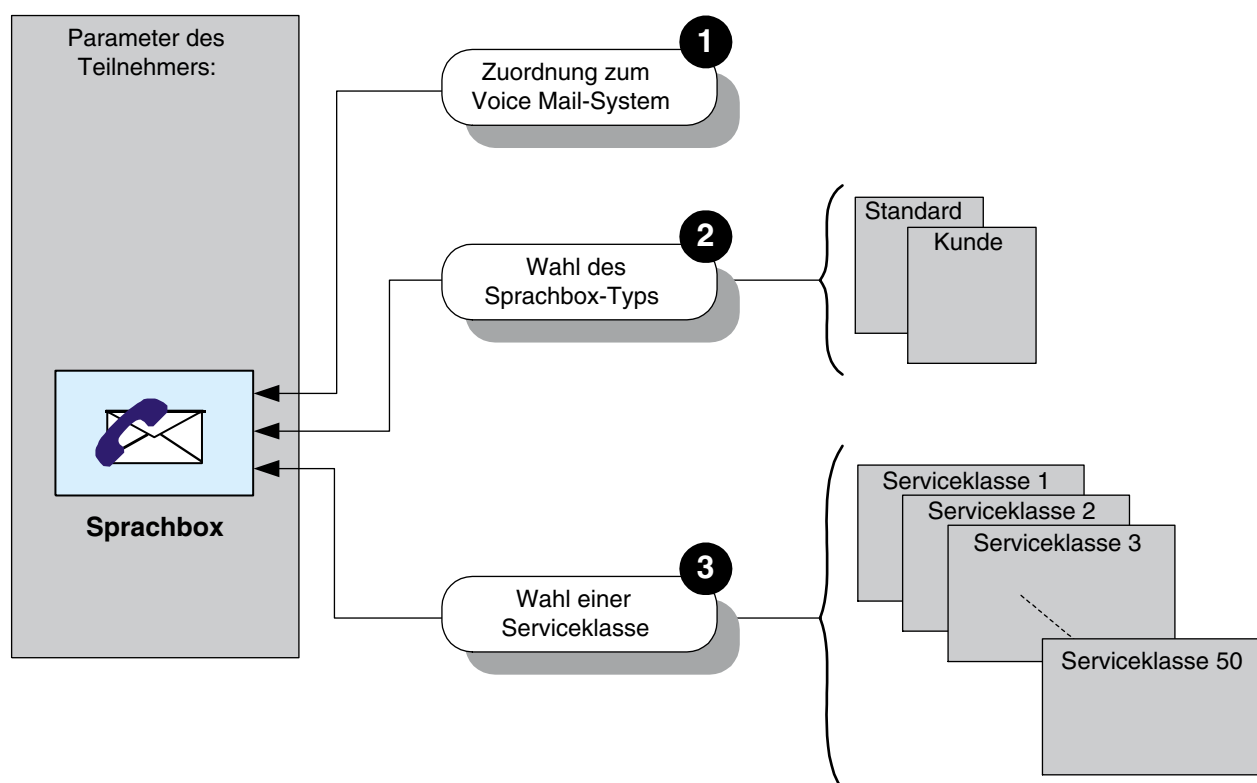 Parameter des
Teilnehmers:
Sprachbox
1
Zuordnung zum
Voice Mail-System
2
Wahl des
Sprachbox-Typs
Standard
Kunde
3
Wahl einer
Serviceklasse
Serviceklasse 1
Serviceklasse 2
Serviceklasse 3
Serviceklasse 50